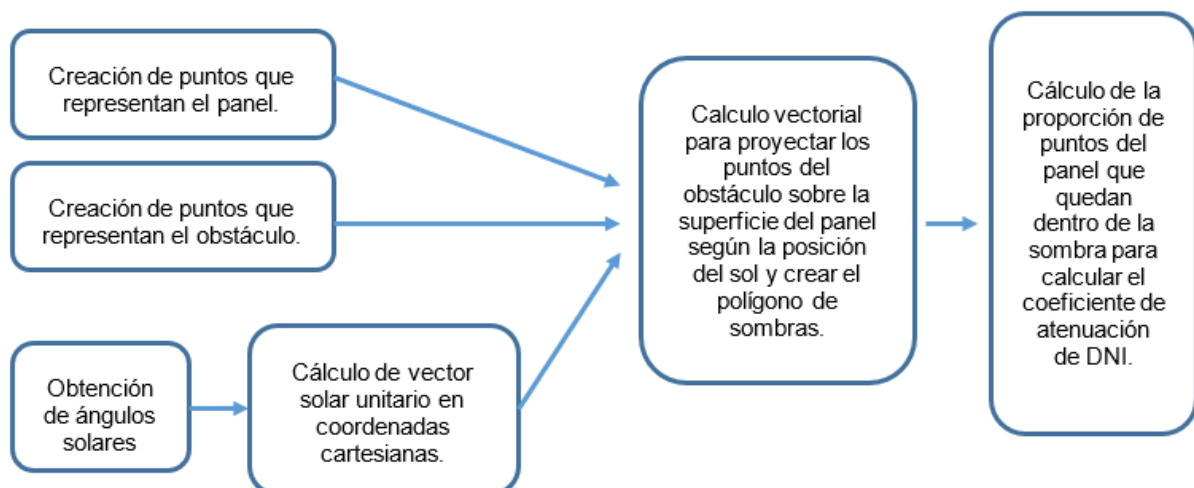 Creación de puntos que
representan el panel.
Creación de puntos que
representan el obstáculo.
Obtención
de ángulos
solares
Cálculo de vector
solar unitario en
coordenadas
cartesianas.
Calculo vectorial
para proyectar los
puntos del
obstáculo sobre la
superficie del panel
según la posición
del sol y crear el
polígono de
sombras.
Cálculo de la
proporción de
puntos del
panel que
quedan
dentro de la
sombra para
calcular el
coeficiente de
atenuación
de DNI.